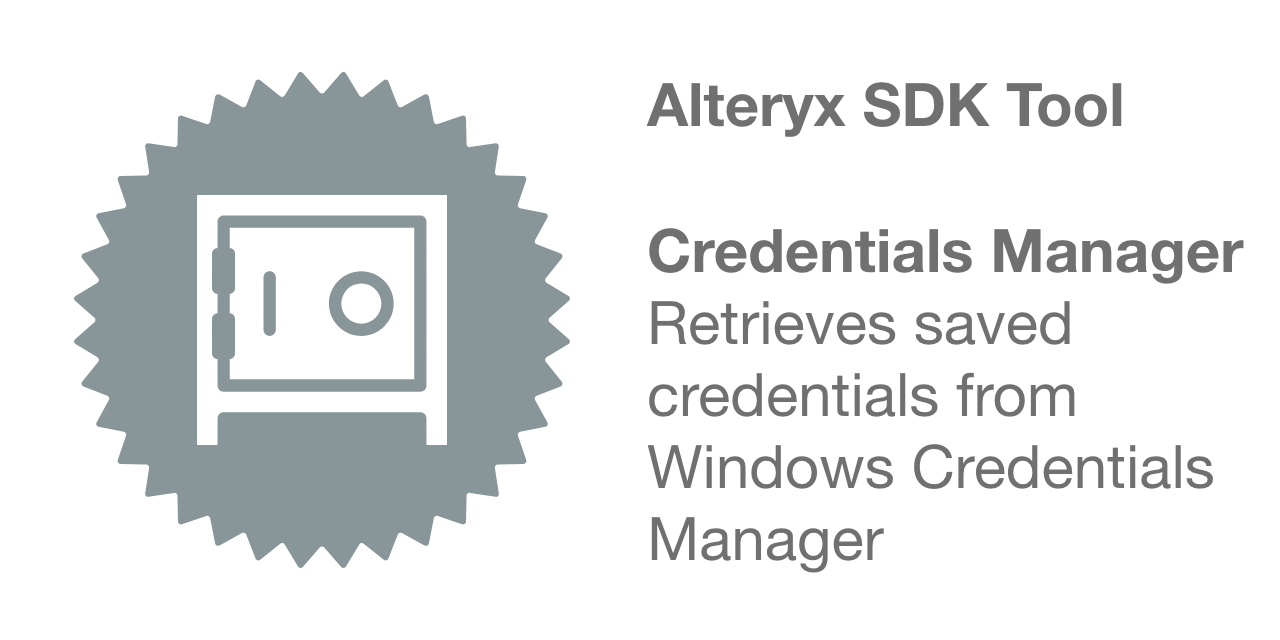 Alteryx SDK Tool
Credentials Manager
Retrieves saved
credentials from
Windows Credentials
Manager